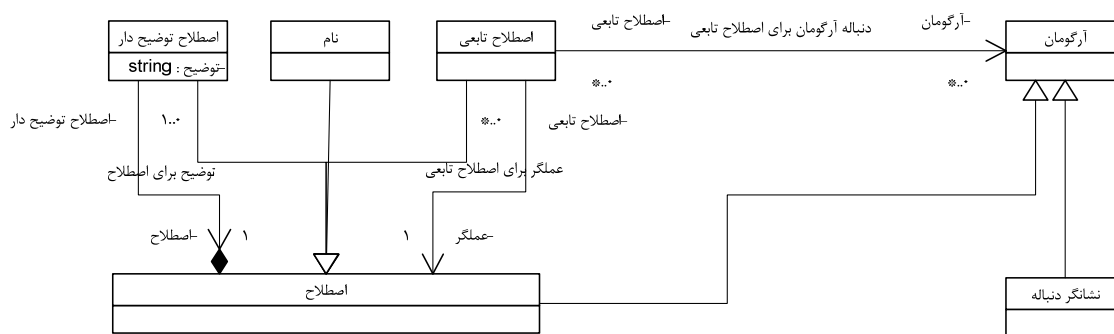 اصطلاح توضیح دار
-توضیح : string
نام
اصطلاح تابعی
-اصطلاح تابعی
دنباله آرگومان برای اصطلاح تابعی
-آرگومان
آرگومان
*..۰
*..۰
-اصطلاح توضیح دار
۱..۰
*..۰
-اصطلاح تابعی
توضیح برای اصطلاح
عملگر برای اصطلاح تابعی
-اصطلاح
۱
۱
-عملگر
اصطلاح
نشانگر دنباله